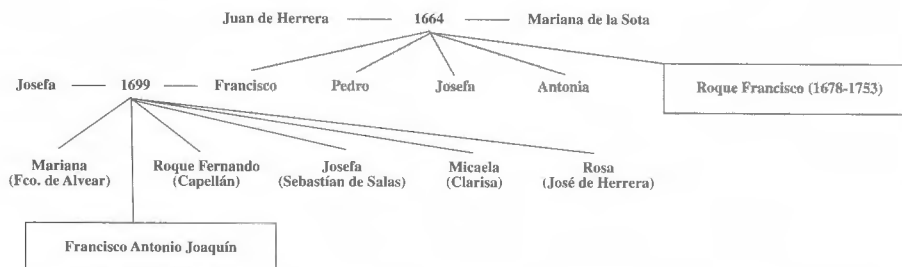 Juan de Herrera — 1664 — Mariana de la Sota
Josefa — 1699 — Francisco Pedro Josefa Antonia Roque Francisco (1678-1753)
Mariana Roque Fernando Josefa Micaela Rosa
(Fco. de Alvear) (Capellán) (Sebastían de Salas) (Clarisa) (José de Herrera)
Francisco Antonio Joaquín